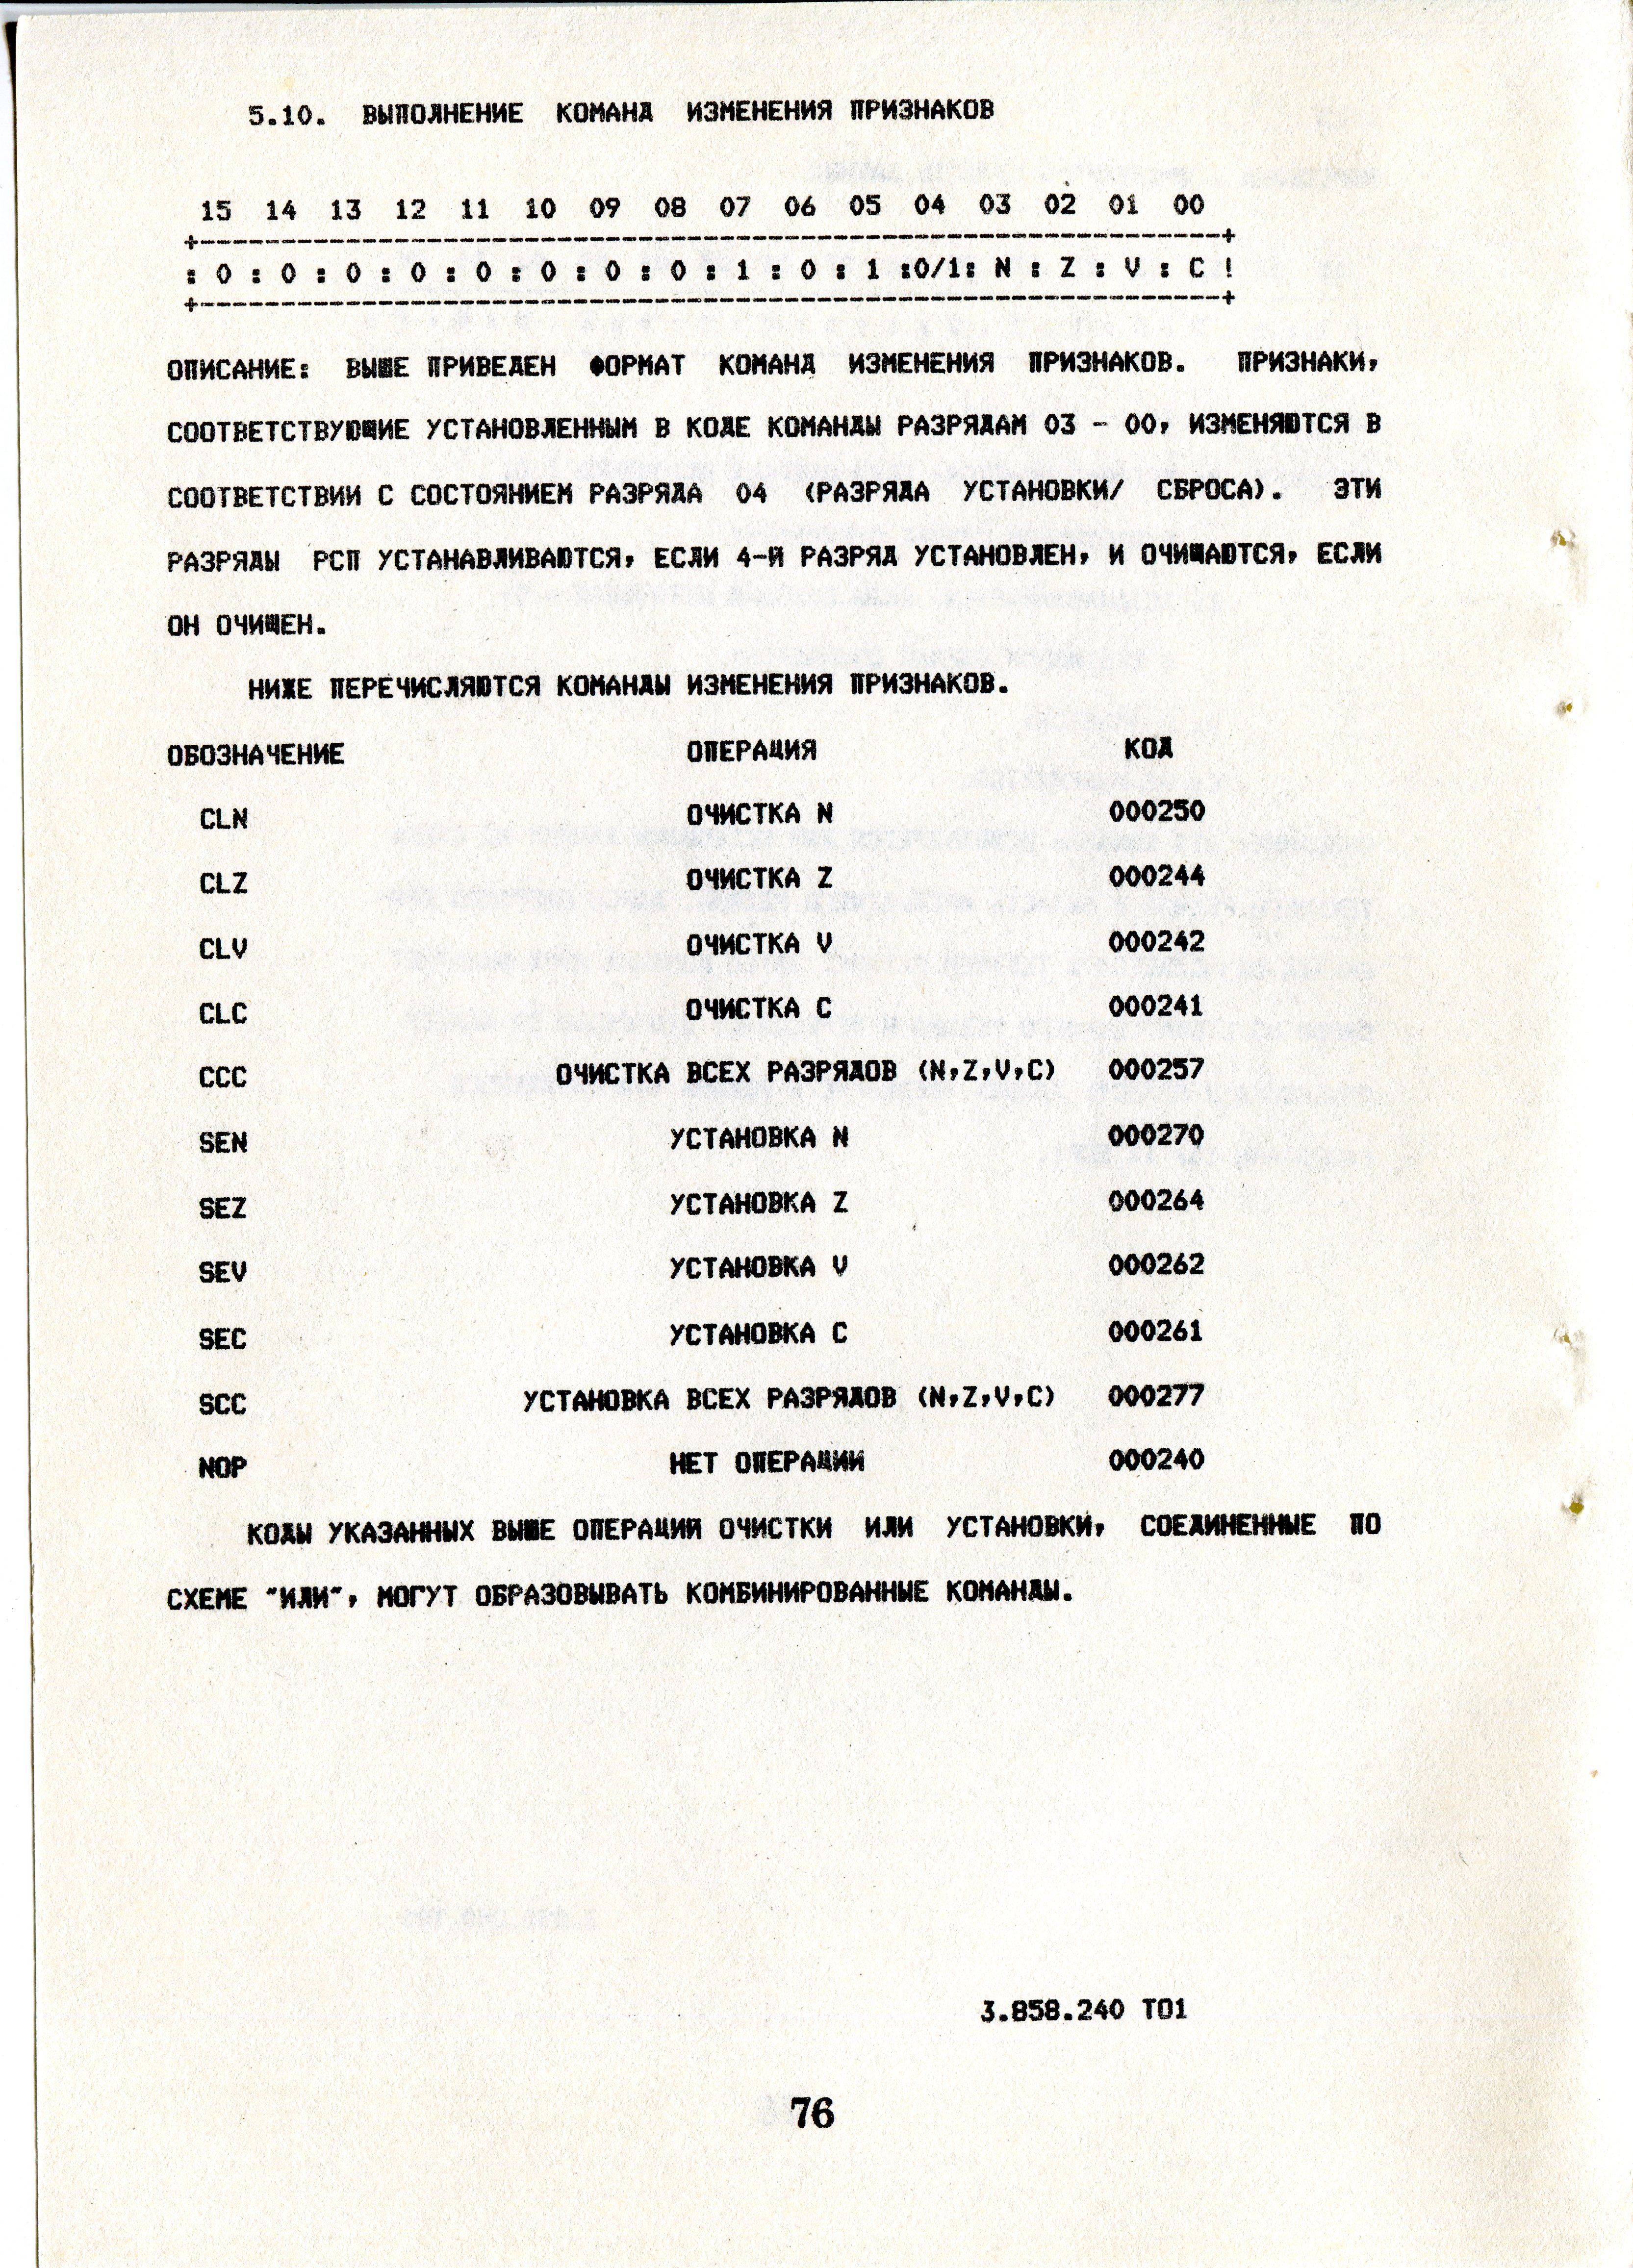 5.10. ВЫПОЛНЕНИЕ КОМАНД ИЗМЕНЕНИЯ ПРИЗНАКОВ
15 14 13 12 11 10 09 08 07 06 05 04 03 02 01 00
+---------------------------------------------------------------+
: 0 : 0 : 0 : 0 : 0 : 0 : 0 : 0 : 1 : 0 : 1 :0/1: N : Z : V : C !
+---------------------------------------------------------------+
ОПИСАНИЕ: ВЫШЕ ПРИВЕДЕН ФОРМАТ КОМАНД ИЗМЕНЕНИЯ ПРИЗНАКОВ. ПРИЗНАКИ,
СООТВЕТСТВУЮЩИЕ УСТАНОВЛЕННЫМ В КОДЕ КОМАНДЫ РАЗРЯДАМ 03 - 00, ИЗМЕНЯЮТСЯ В
СООТВЕТСТВИИ С СОСТОЯНИЕМ РАЗРЯДА 04 (РАЗРЯДА УСТАНОВКИ/ СБРОСА). ЭТИ
РАЗРЯДЫ РСП УСТАНАВЛИВАЮТСЯ, ЕСЛИ 4-Й РАЗРЯД УСТАНОВЛЕН, И ОЧИЩАЮТСЯ, ЕСЛИ
ОН ОЧИЩЕН.
НИЖЕ ПЕРЕЧИСЛЯЮТСЯ КОМАНДЫ ИЗМЕНЕНИЯ ПРИЗНАКОВ.
ОБОЗНАЧЕНИЕ ОПЕРАЦИЯ КОД
CLN ОЧИСТКА N 000250
CLZ ОЧИСТКА Z 000244
CLV ОЧИСТКА V 000242
CLC ОЧИСТКА C 000241
CCC ОЧИСТКА ВСЕХ РАЗРЯДОВ (N,Z,V,C) 000257
SEN УСТАНОВКА N 000270
SEZ УСТАНОВКА Z 000264
SEV УСТАНОВКА V 000262
SEC УСТАНОВКА C 000261
SCC УСТАНОВКА ВСЕХ РАЗРЯДОВ (N,Z,V,C) 000277
NOP НЕТ ОПЕРАЦИИ 000240
КОДЫ УКАЗАННЫХ ВЫШЕ ОПЕРАЦИЙ ОЧИСТКИ ИЛИ УСТАНОВКИ, СОЕДИНЕННЫЕ ПО
СХЕМЕ "ИЛИ", МОГУТ ОБРАЗОВЫВАТЬ КОМБИНИРОВАННЫЕ КОМАНДЫ.
3.858.240 ТО1
76